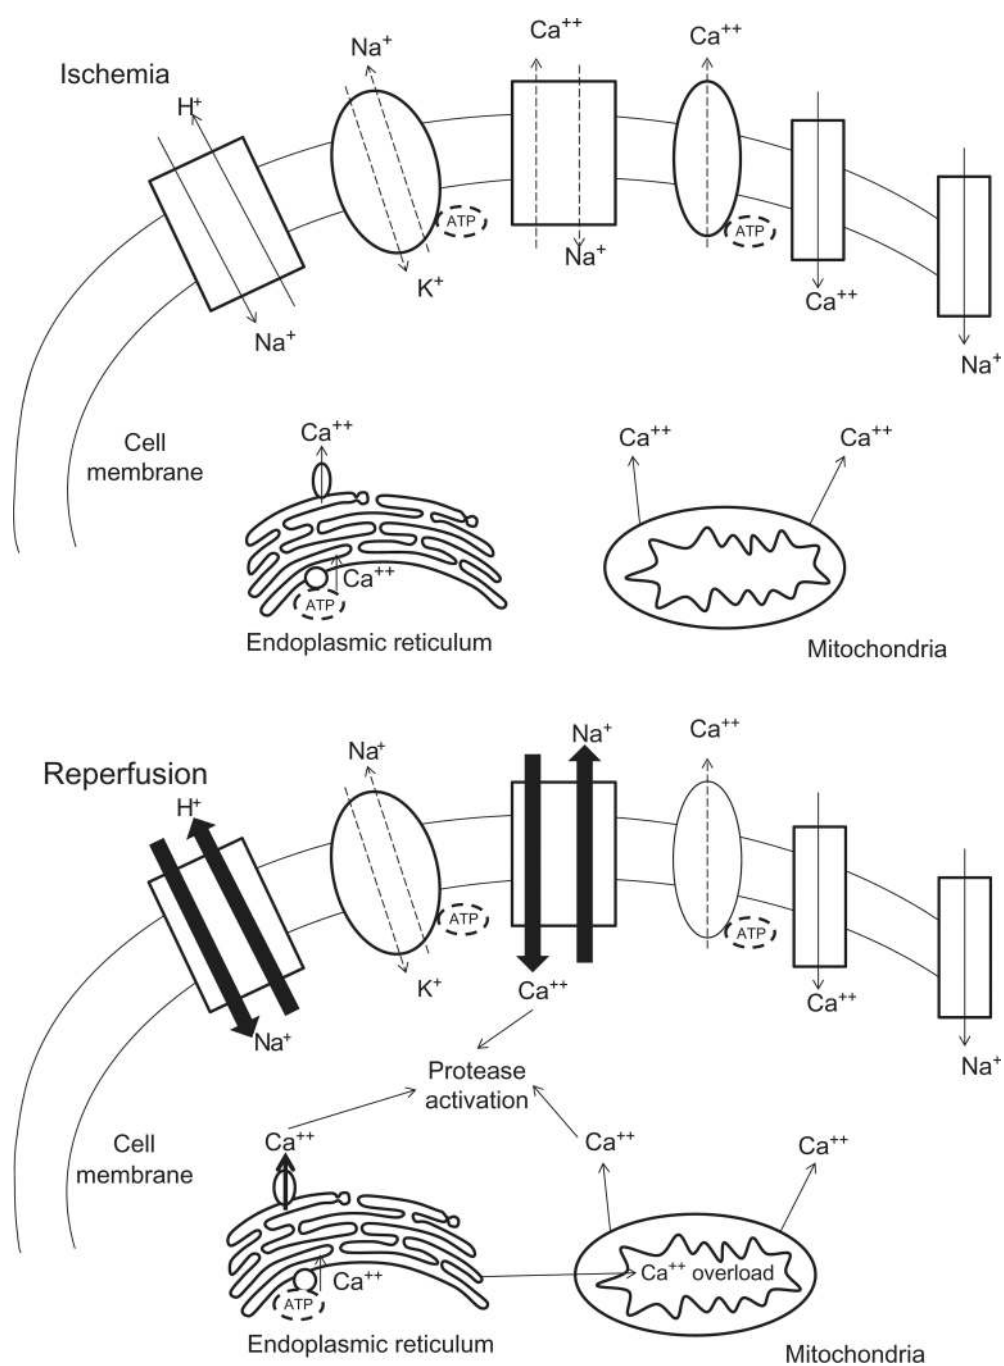 Ca⁺⁺
Ca⁺⁺
Na⁺
Ischemia
H⁺
ATP
ATP
Na⁺
K⁺
Ca⁺⁺
Na⁺
Na⁺
Cell
membrane
Ca⁺⁺
Ca⁺⁺
Ca⁺⁺
Ca⁺⁺
ATP
Endoplasmic reticulum
Mitochondria
Na⁺
Ca⁺⁺
Na⁺
Reperfusion
H⁺
ATP
ATP
K⁺
Ca⁺⁺
Ca⁺⁺
Na⁺
Na⁺
Protease
activation
Cell
membrane
Ca⁺⁺
Ca⁺⁺
Ca⁺⁺
Ca⁺⁺
Ca⁺⁺ overload
ATP
Endoplasmic reticulum
Mitochondria